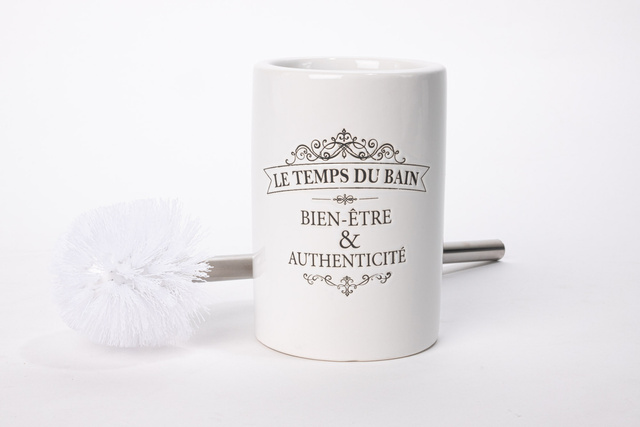 LE TEMPS DU BAIN
BIEN-ÊTRE
&
AUTHENTICITÉ